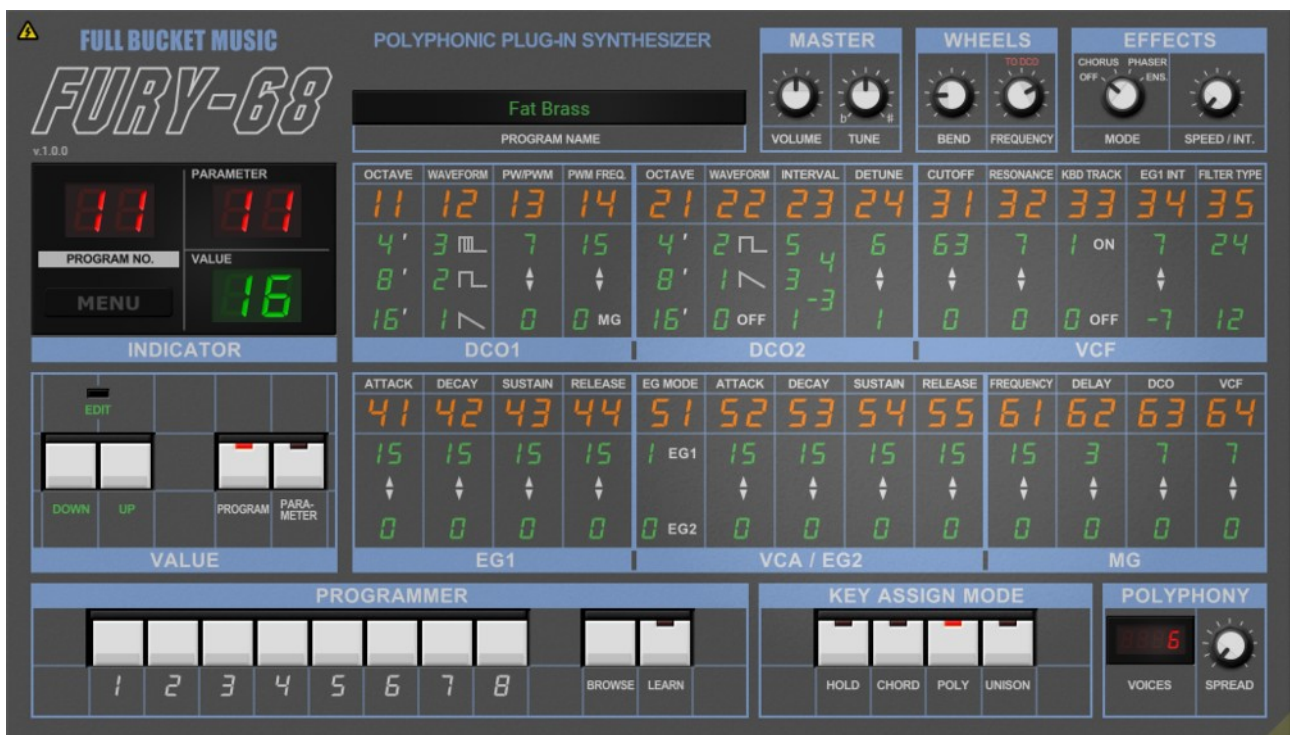 FULL BUCKET MUSIC
FURY-68
v.1.0.0
POLYPHONIC PLUG-IN SYNTHESIZER
Fat Brass
PROGRAM NAME
MASTER
VOLUME TUNE
b #
WHEELS
TO DCO
BEND FREQUENCY
EFFECTS
CHORUS PHASER
OFF ENS.
MODE SPEED / INT.
11
PROGRAM NO.
PARAMETER
11
VALUE
16
MENU
INDICATOR
OCTAVE WAVEFORM PW/PWM PWM FREQ. OCTAVE WAVEFORM INTERVAL DETUNE CUTOFF RESONANCE KBD TRACK EG1 INT FILTER TYPE
11 12 13 14 21 22 23 24 31 32 33 34 35
4' 3 7 15 4' 2 5 4 6 63 7 1 ON 7 24
8' 2 8' 1 3 -3
16' 1 0 0 MG 16' 0 OFF 1 1 0 0 0 OFF -7 12
DCO1 DCO2 VCF
EDIT
DOWN UP PROGRAM PARA-
METER
VALUE
ATTACK DECAY SUSTAIN RELEASE EG MODE ATTACK DECAY SUSTAIN RELEASE FREQUENCY DELAY DCO VCF
41 42 43 44 51 52 53 54 55 61 62 63 64
15 15 15 15 1 EG1 15 15 15 15 15 3 7 7
0 0 0 0 0 EG2 0 0 0 0 0 0 0 0
EG1 VCA / EG2 MG
PROGRAMMER
1 2 3 4 5 6 7 8 BROWSE LEARN
KEY ASSIGN MODE
HOLD CHORD POLY UNISON
POLYPHONY
6
VOICES SPREAD